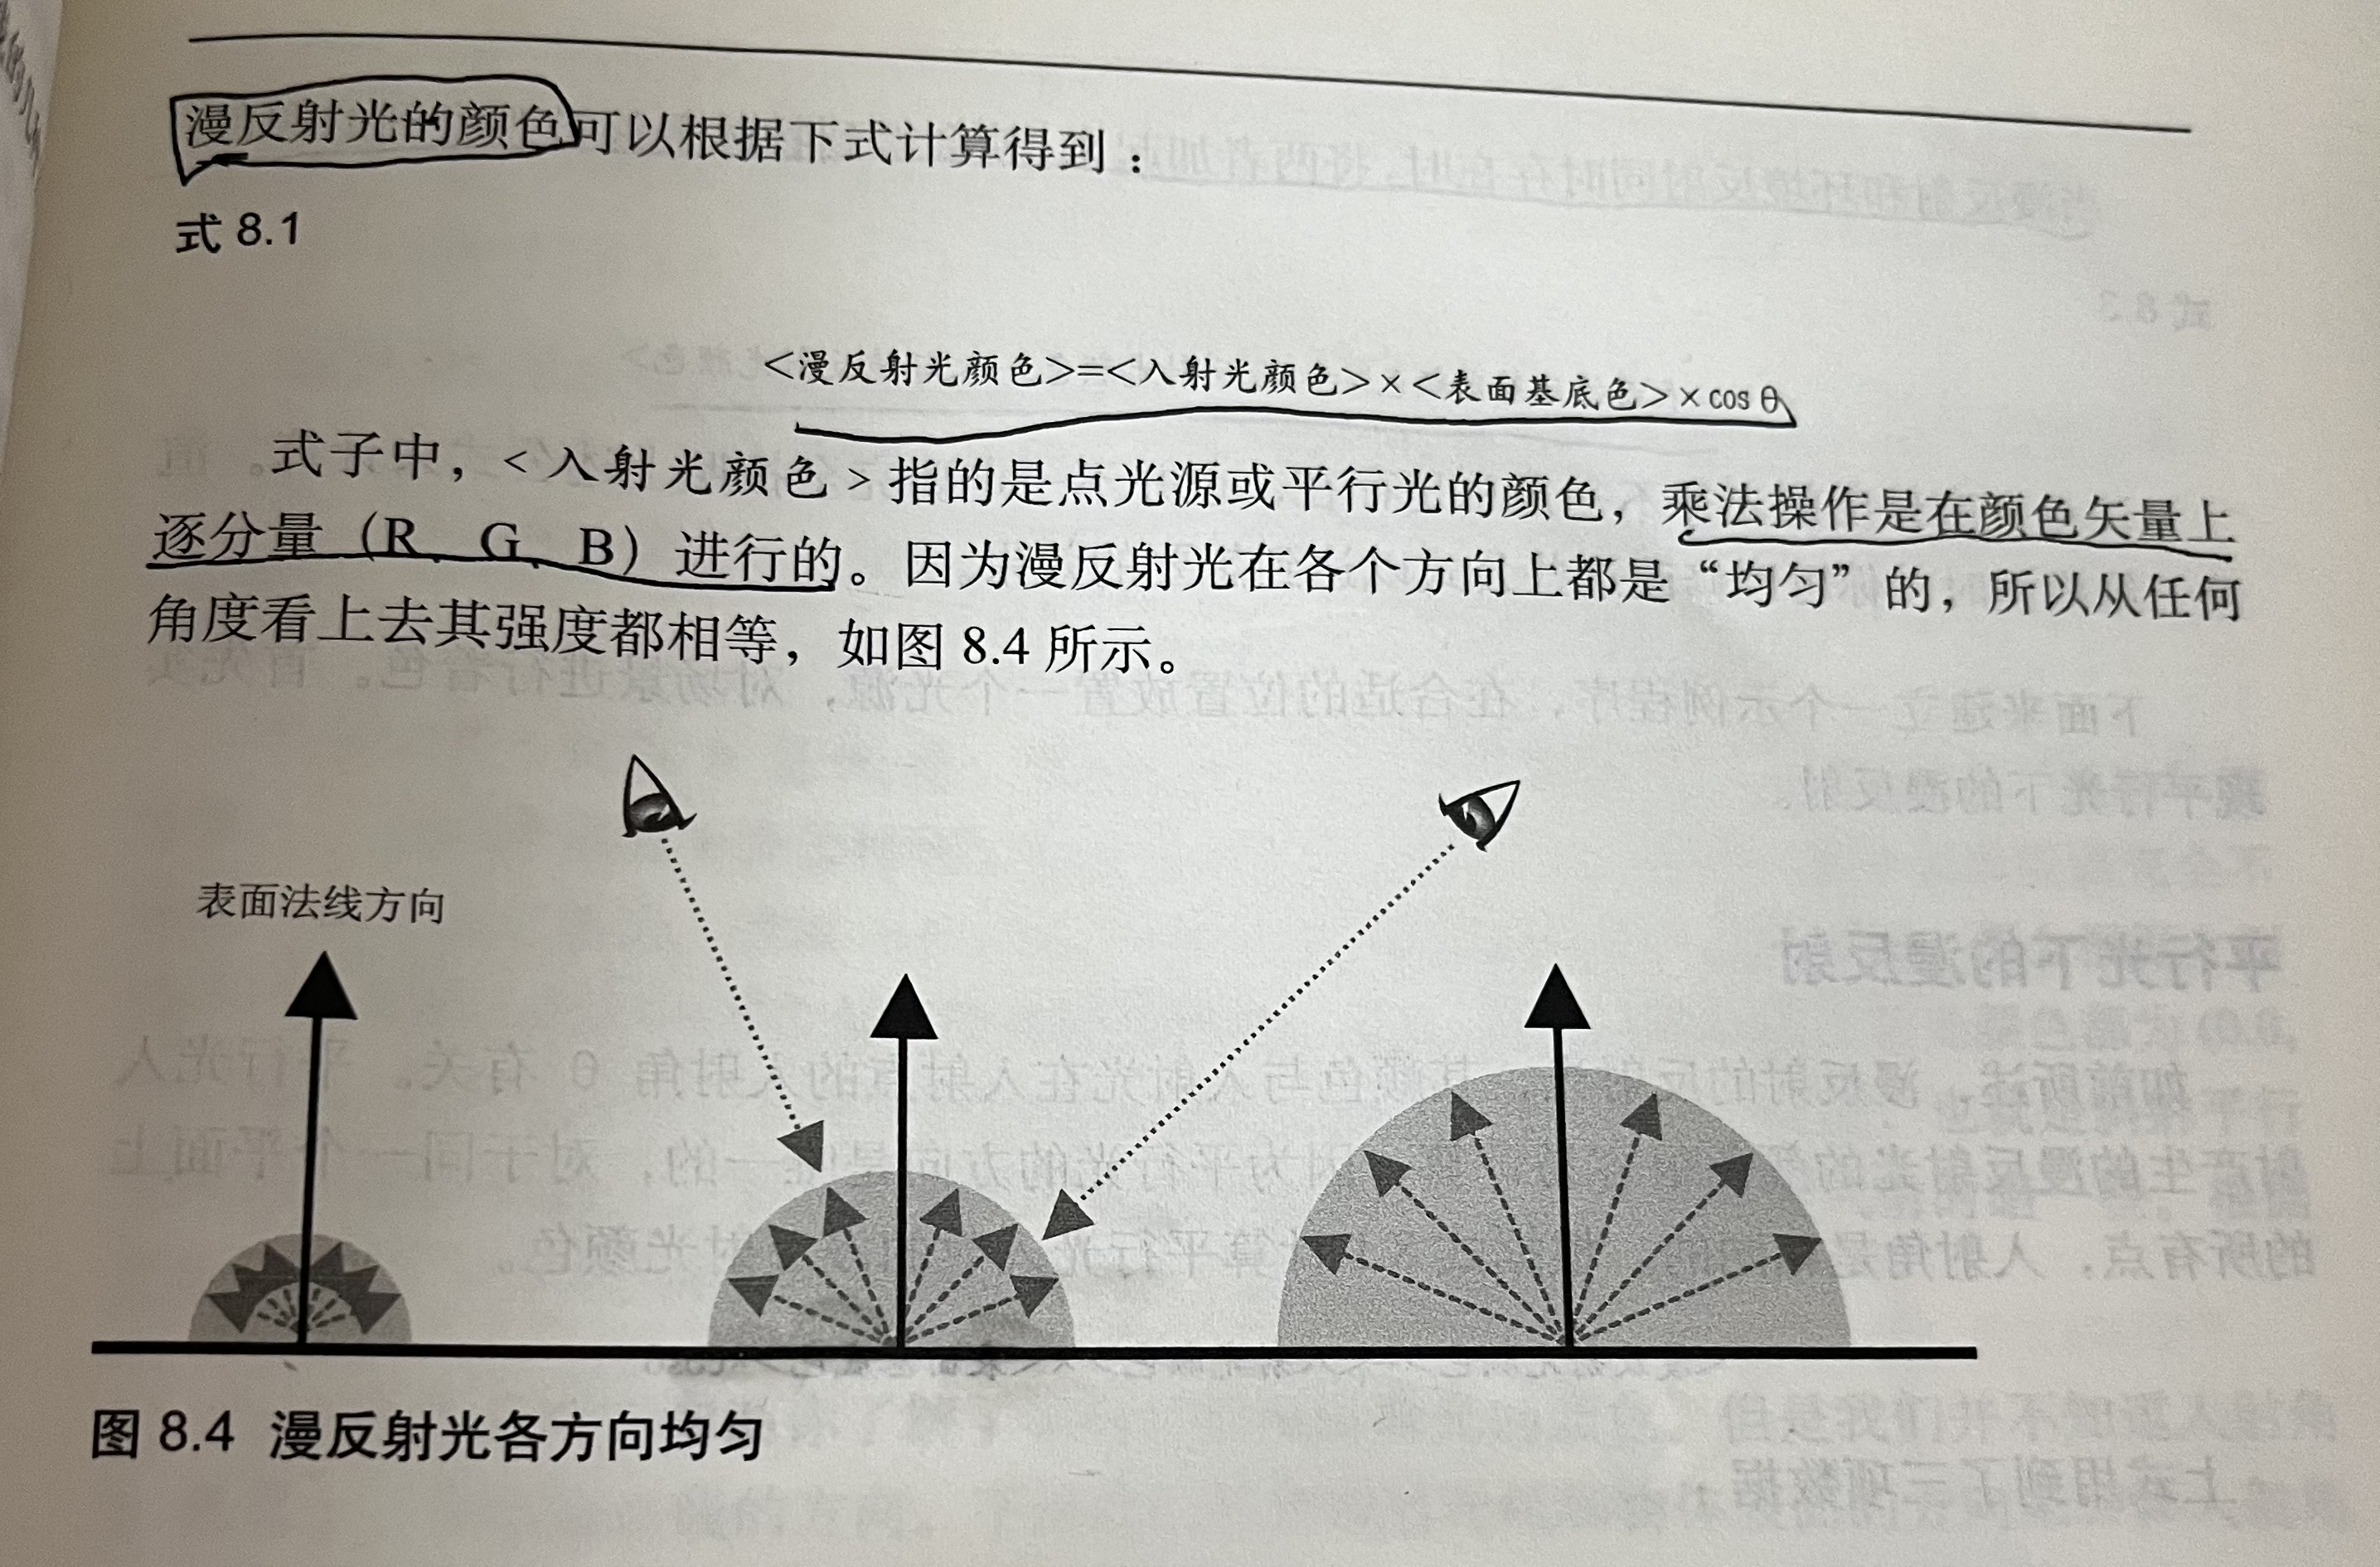 漫反射光的颜色可以根据下式计算得到：
式 8.1
<漫反射光颜色>=<入射光颜色>×<表面基底色>×cos θ
式子中，<入射光颜色>指的是点光源或平行光的颜色，乘法操作是在颜色矢量上
逐分量（R、G、B）进行的。因为漫反射光在各个方向上都是“均匀”的，所以从任何
角度看上去其强度都相等，如图 8.4 所示。
表面法线方向
图 8.4 漫反射光各方向均匀